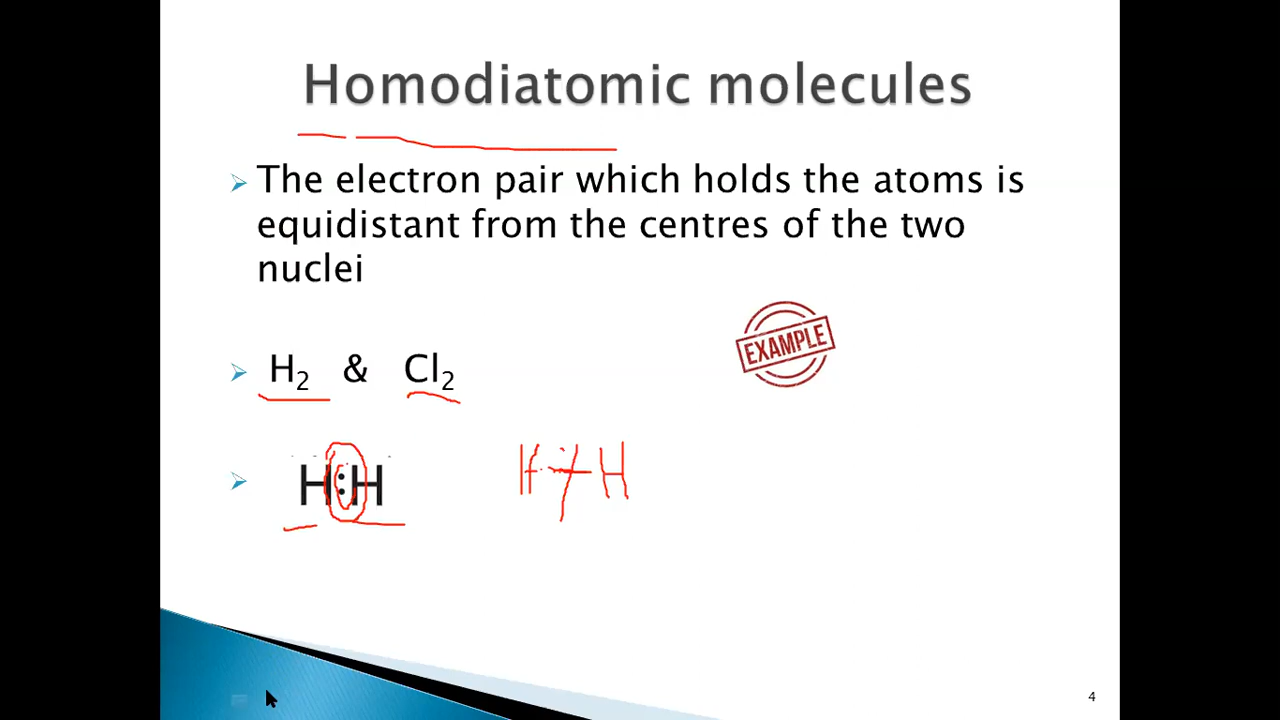 Homodiatomic molecules
The electron pair which holds the atoms is
equidistant from the centres of the two
nuclei
EXAMPLE
H₂ & Cl₂
H:H H-H
4